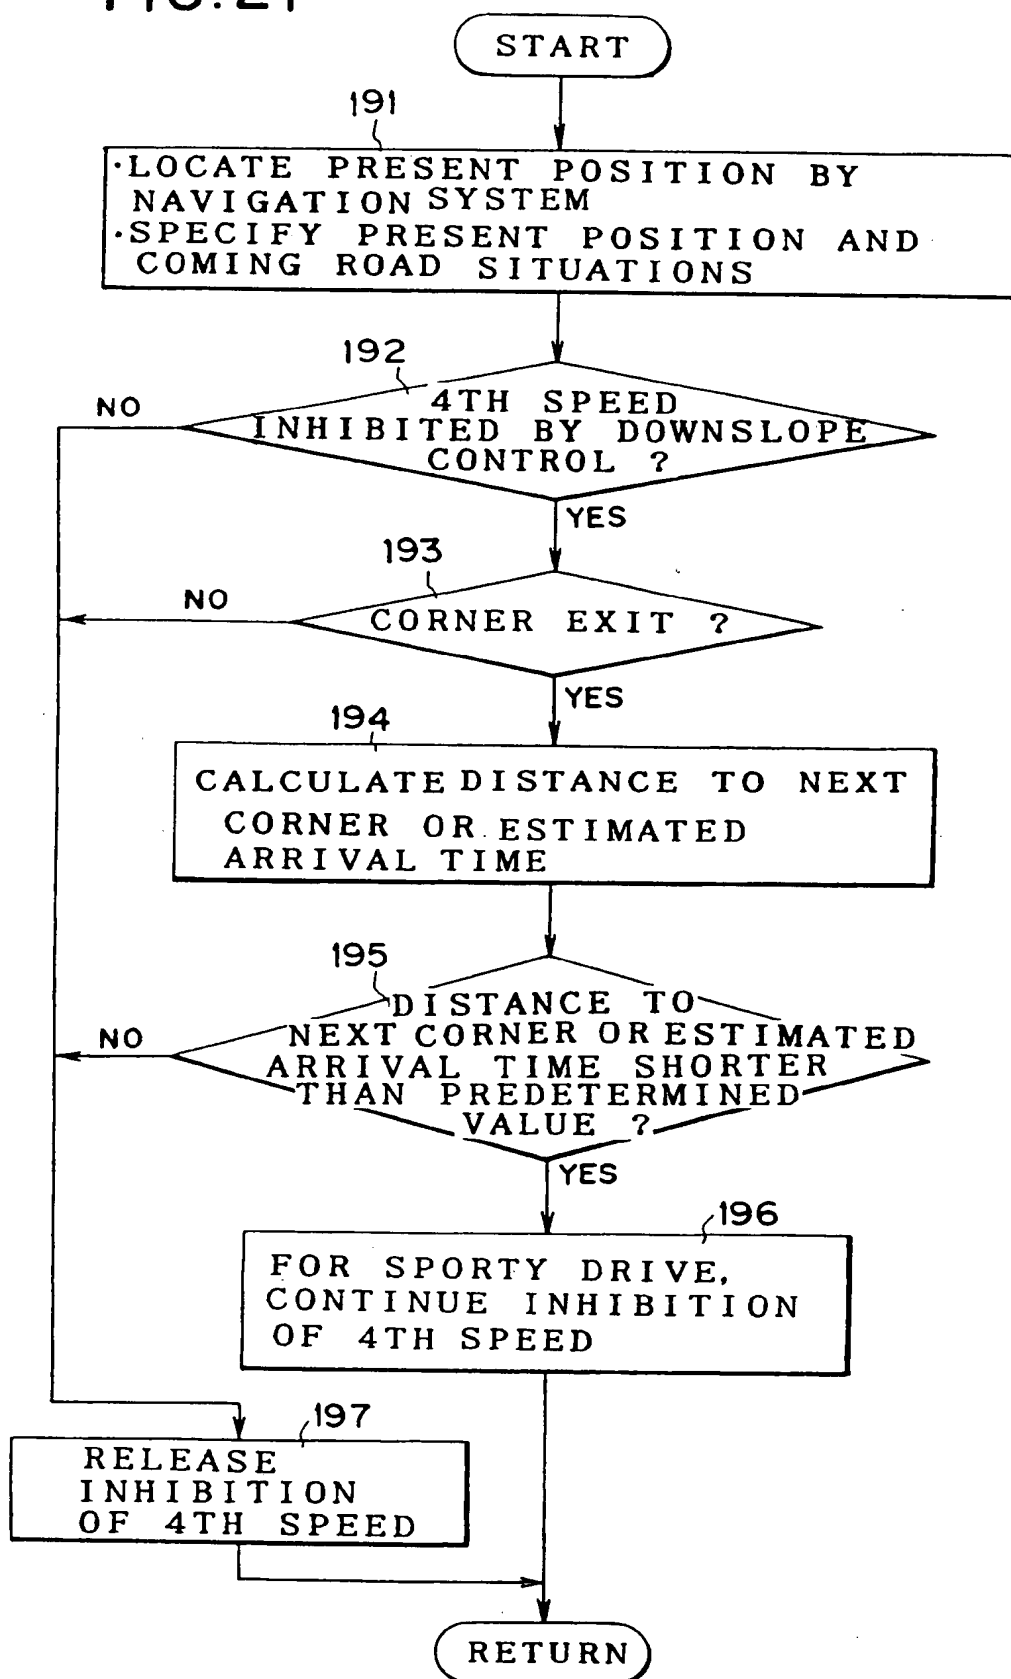 START
191
·LOCATE PRESENT POSITION BY
NAVIGATION SYSTEM
·SPECIFY PRESENT POSITION AND
COMING ROAD SITUATIONS
192
NO
4TH SPEED
INHIBITED BY DOWNSLOPE
CONTROL ?
YES
193
NO
CORNER EXIT ?
YES
194
CALCULATE DISTANCE TO NEXT
CORNER OR ESTIMATED
ARRIVAL TIME
195
NO
DISTANCE TO
NEXT CORNER OR ESTIMATED
ARRIVAL TIME SHORTER
THAN PREDETERMINED
VALUE ?
YES
196
FOR SPORTY DRIVE,
CONTINUE INHIBITION
OF 4TH SPEED
197
RELEASE
INHIBITION
OF 4TH SPEED
RETURN